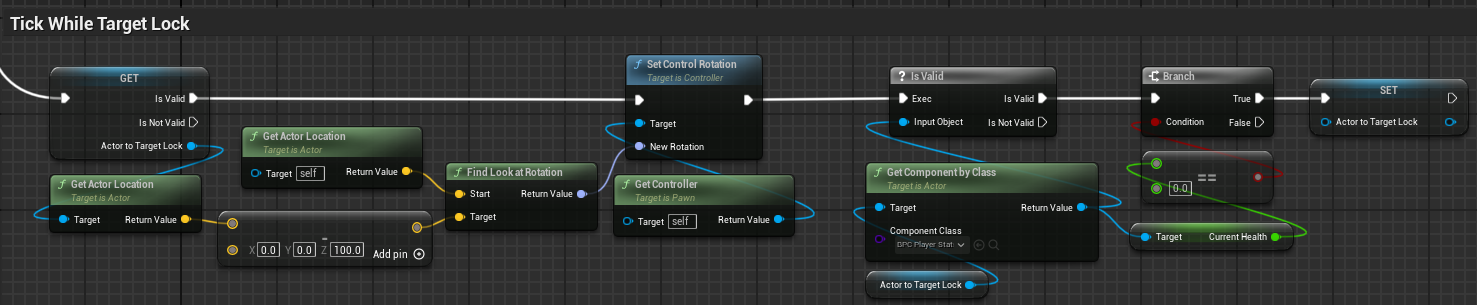 Tick While Target Lock
GET
Is Valid
Is Not Valid
Actor to Target Lock
Get Actor Location
Target is Actor
Target
Return Value
Get Actor Location
Target is Actor
Target self
Return Value
-
X 0.0 Y 0.0 Z 100.0
Add pin
Find Look at Rotation
Start
Return Value
Target
Set Control Rotation
Target is Controller
Target
New Rotation
Get Controller
Target is Pawn
Target self
Return Value
? Is Valid
Exec
Is Valid
Input Object
Is Not Valid
Get Component by Class
Target is Actor
Target
Return Value
Component Class
Actor to Target Lock
Branch
True
Condition
False
==
0.0
Target
Current Health
SET
Actor to Target Lock